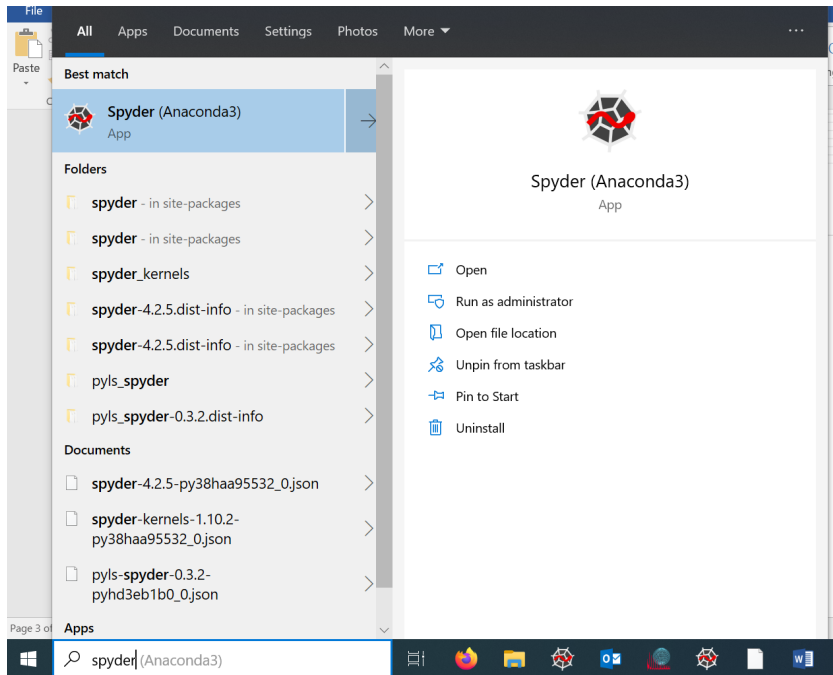 File
All Apps Documents Settings Photos More
Paste
Best match
Spyder (Anaconda3)
App
Folders
spyder - in site-packages
spyder - in site-packages
spyder_kernels
spyder-4.2.5.dist-info - in site-packages
spyder-4.2.5.dist-info - in site-packages
pyls_spyder
pyls_spyder-0.3.2.dist-info
Documents
spyder-4.2.5-py38haa95532_0.json
spyder-kernels-1.10.2-
py38haa95532_0.json
pyls-spyder-0.3.2-
pyhd3eb1b0_0.json
Apps
Spyder (Anaconda3)
App
Open
Run as administrator
Open file location
Unpin from taskbar
Pin to Start
Uninstall
Page 3 of
spyder (Anaconda3)